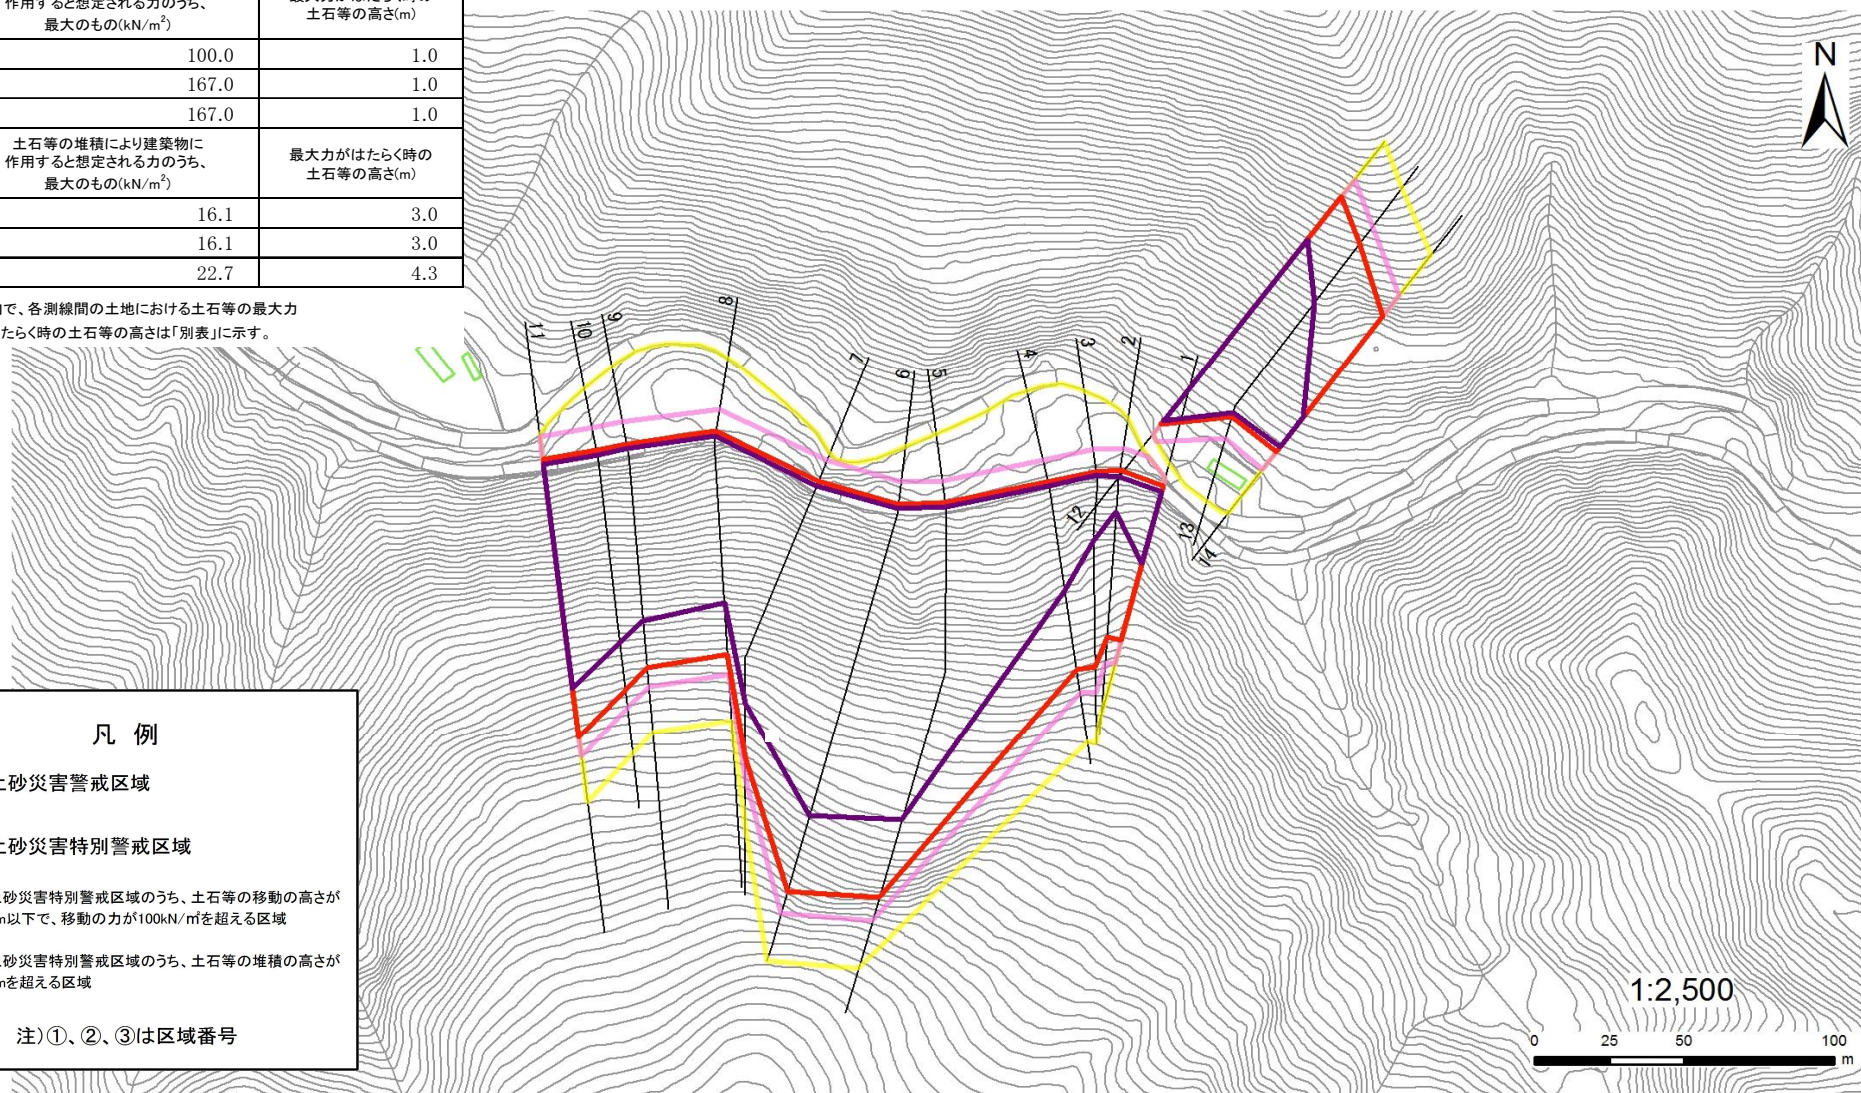 作用すると想定される力のうち、
最大のもの(kN/m²)
最大力がはたらく時の
土石等の高さ(m)
100.0 1.0
167.0 1.0
167.0 1.0
土石等の堆積により建築物に
作用すると想定される力のうち、
最大のもの(kN/m²)
最大力がはたらく時の
土石等の高さ(m)
16.1 3.0
16.1 3.0
22.7 4.3
で、各測線間の土地における土石等の最大力
たらく時の土石等の高さは「別表」に示す。
N
11
10
9
8
7
6
5
4
3
2
1
12
13
14
凡 例
土砂災害警戒区域
土砂災害特別警戒区域
土砂災害特別警戒区域のうち、土石等の移動の高さが
m以下で、移動の力が100kN/㎡を超える区域
土砂災害特別警戒区域のうち、土石等の堆積の高さが
mを超える区域
注)①、②、③は区域番号
1:2,500
0 25 50 100
m